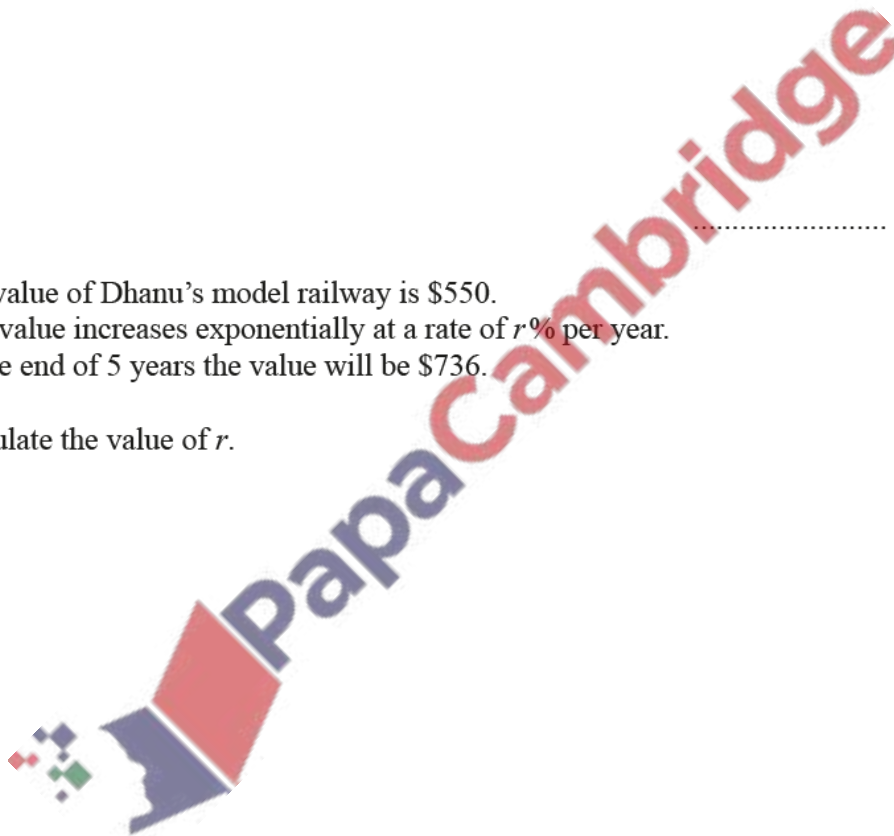 value of Dhanu’s model railway is $550.
value increases exponentially at a rate of r% per year.
e end of 5 years the value will be $736.
ulate the value of r.
PapaCambridge